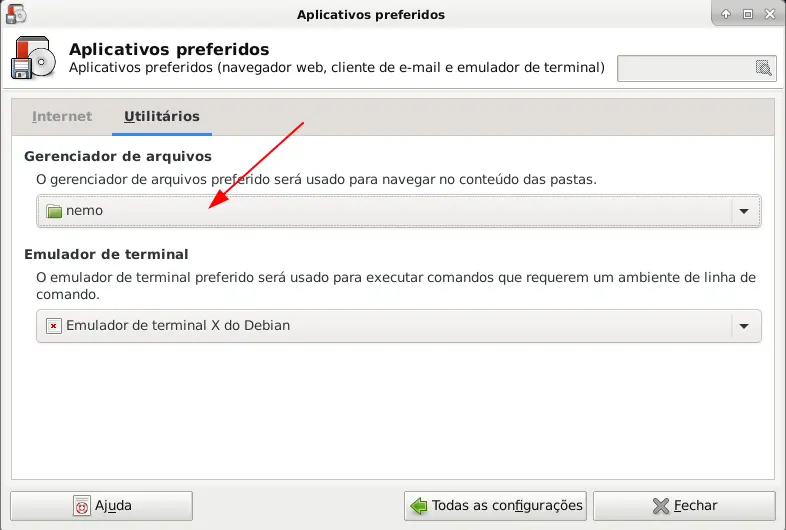 Aplicativos preferidos
Aplicativos preferidos
Aplicativos preferidos (navegador web, cliente de e-mail e emulador de terminal)
Internet Utilitários
Gerenciador de arquivos
O gerenciador de arquivos preferido será usado para navegar no conteúdo das pastas.
nemo
Emulador de terminal
O emulador de terminal preferido será usado para executar comandos que requerem um ambiente de linha de
comando.
Emulador de terminal X do Debian
Ajuda Todas as configurações Fechar